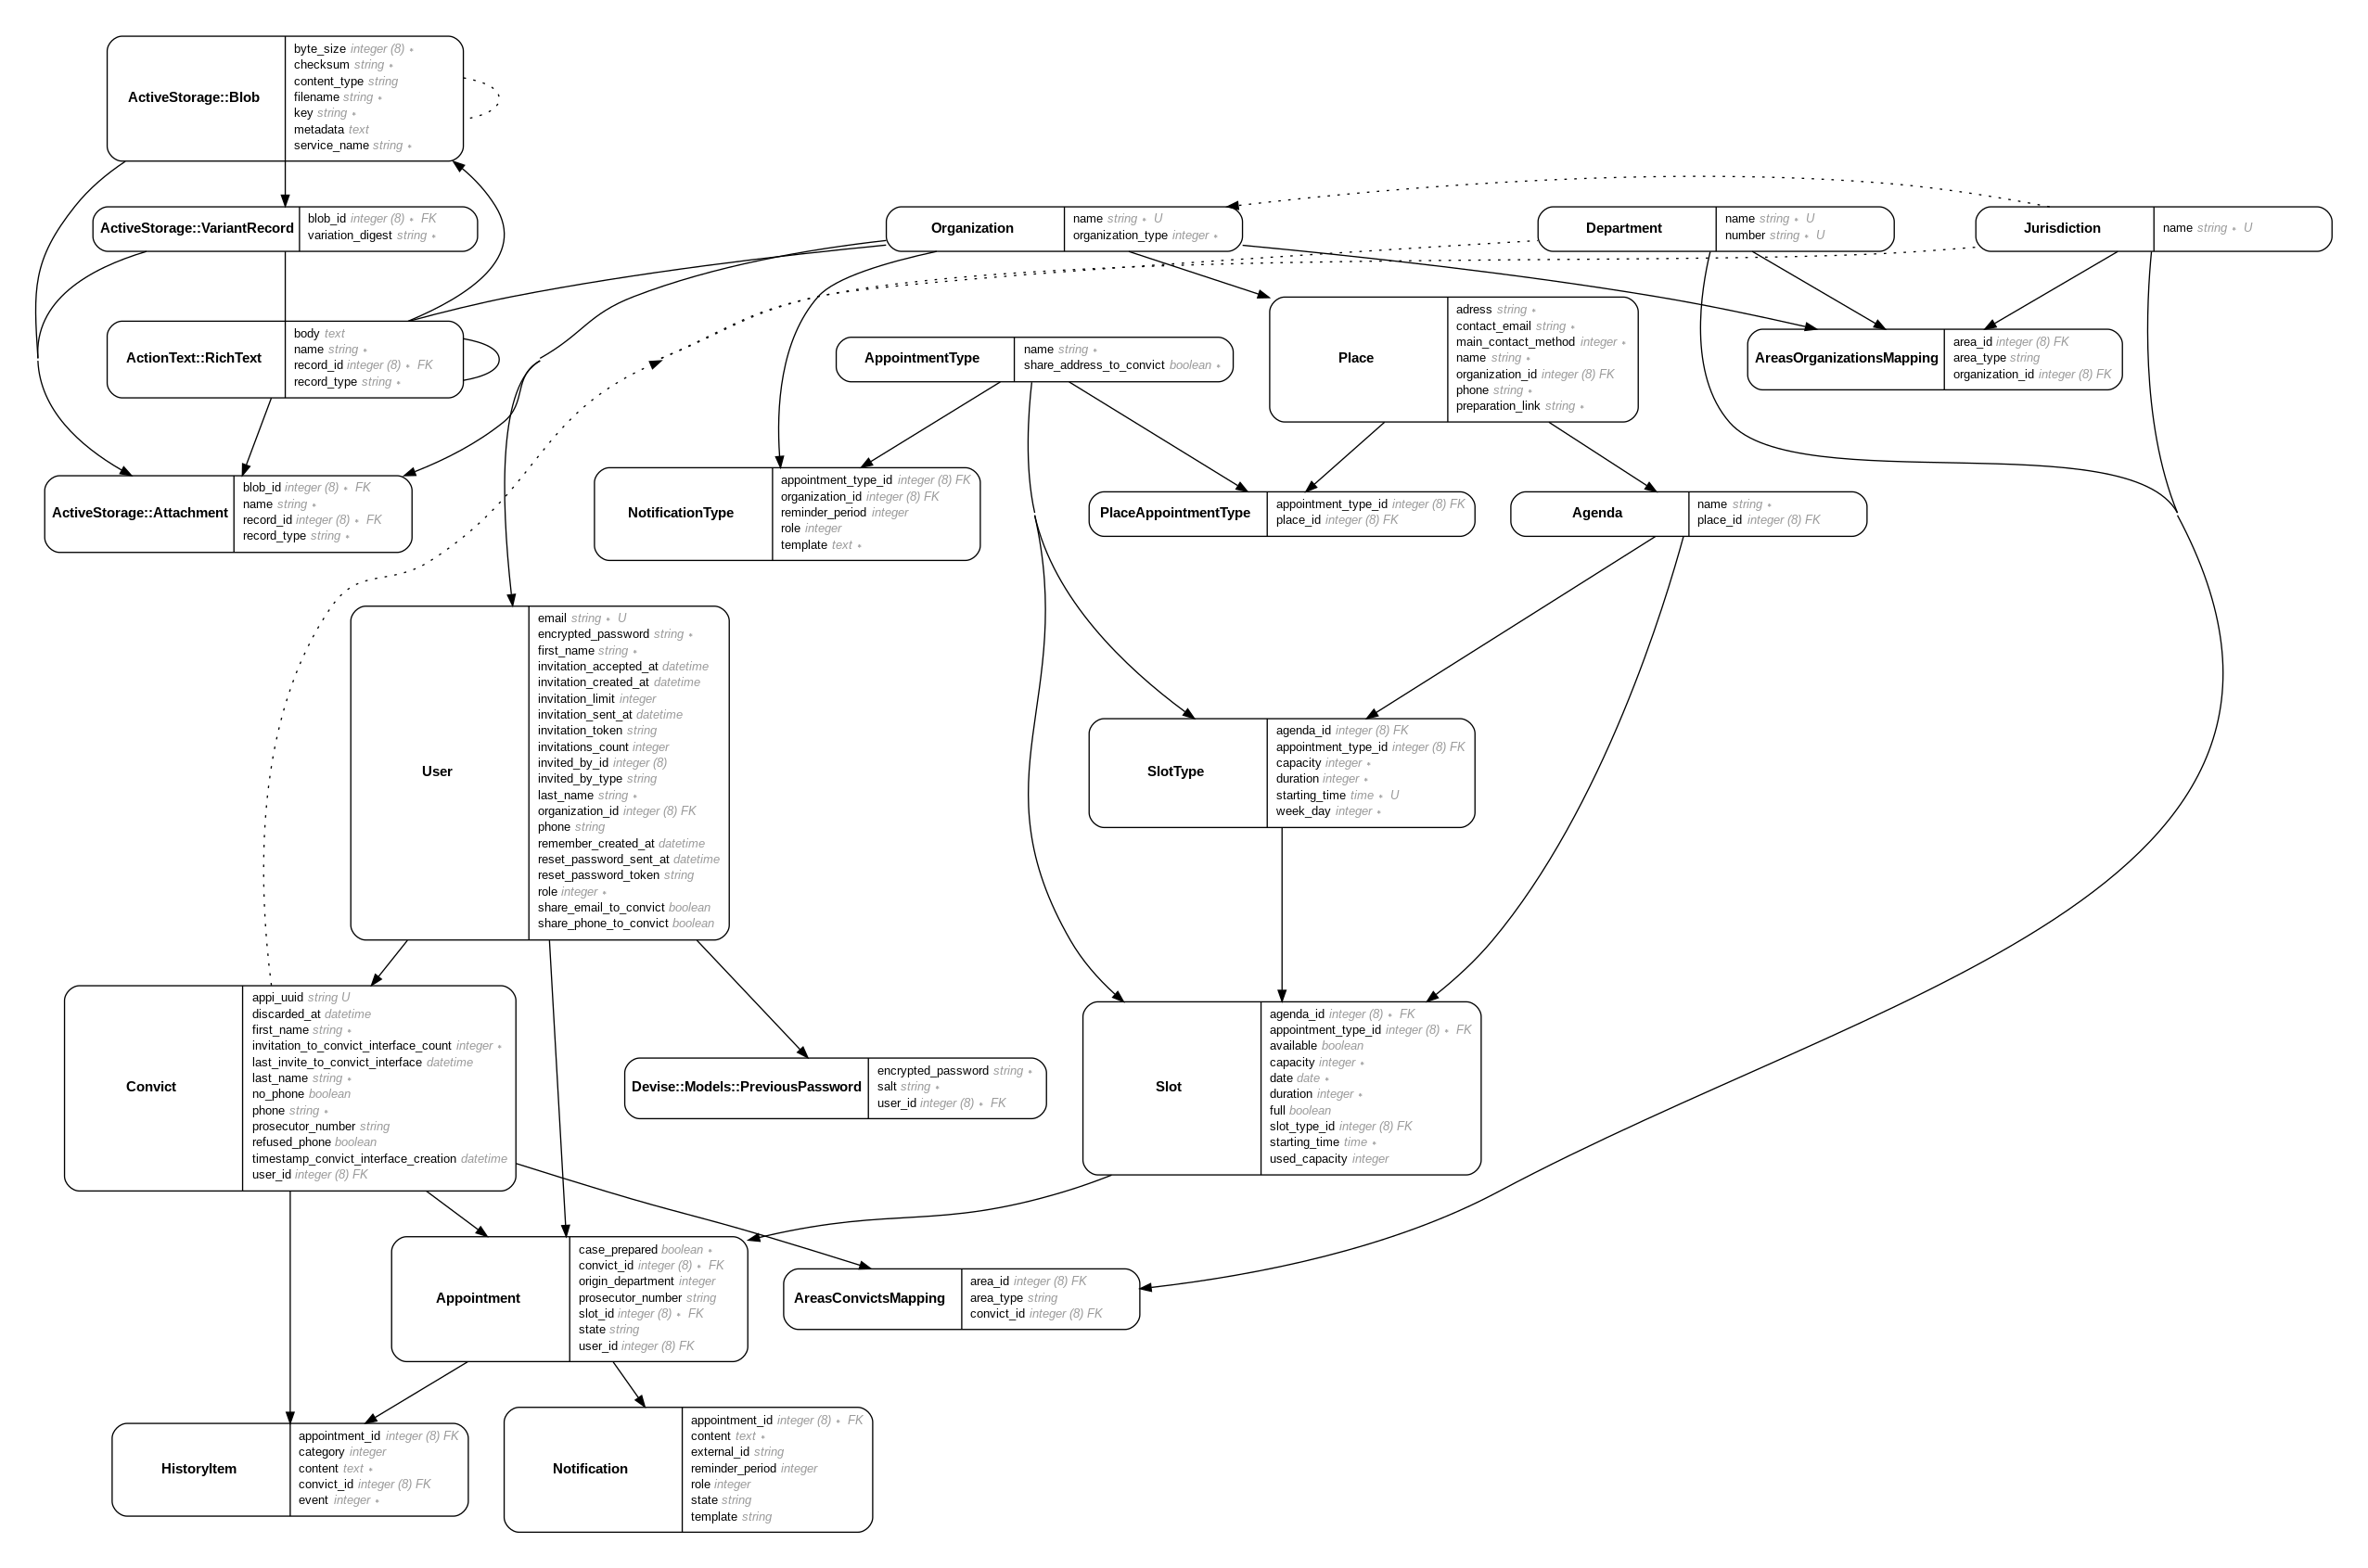 ActiveStorage::Blob
byte_size integer (8) ∗
checksum string ∗
content_type string
filename string ∗
key string ∗
metadata text
service_name string ∗
ActiveStorage::VariantRecord
blob_id integer (8) ∗ FK
variation_digest string ∗
Organization
name string ∗ U
organization_type integer ∗
Department
name string ∗ U
number string ∗ U
Jurisdiction
name string ∗ U
ActionText::RichText
body text
name string ∗
record_id integer (8) ∗ FK
record_type string ∗
AppointmentType
name string ∗
share_address_to_convict boolean ∗
Place
adress string ∗
contact_email string ∗
main_contact_method integer ∗
name string ∗
organization_id integer (8) FK
phone string ∗
preparation_link string ∗
AreasOrganizationsMapping
area_id integer (8) FK
area_type string
organization_id integer (8) FK
ActiveStorage::Attachment
blob_id integer (8) ∗ FK
name string ∗
record_id integer (8) ∗ FK
record_type string ∗
NotificationType
appointment_type_id integer (8) FK
organization_id integer (8) FK
reminder_period integer
role integer
template text ∗
PlaceAppointmentType
appointment_type_id integer (8) FK
place_id integer (8) FK
Agenda
name string ∗
place_id integer (8) FK
User
email string ∗ U
encrypted_password string ∗
first_name string ∗
invitation_accepted_at datetime
invitation_created_at datetime
invitation_limit integer
invitation_sent_at datetime
invitation_token string
invitations_count integer
invited_by_id integer (8)
invited_by_type string
last_name string ∗
organization_id integer (8) FK
phone string
remember_created_at datetime
reset_password_sent_at datetime
reset_password_token string
role integer ∗
share_email_to_convict boolean
share_phone_to_convict boolean
SlotType
agenda_id integer (8) FK
appointment_type_id integer (8) FK
capacity integer ∗
duration integer ∗
starting_time time ∗ U
week_day integer ∗
Convict
appi_uuid string U
discarded_at datetime
first_name string ∗
invitation_to_convict_interface_count integer ∗
last_invite_to_convict_interface datetime
last_name string ∗
no_phone boolean
phone string ∗
prosecutor_number string
refused_phone boolean
timestamp_convict_interface_creation datetime
user_id integer (8) FK
Devise::Models::PreviousPassword
encrypted_password string ∗
salt string ∗
user_id integer (8) ∗ FK
Slot
agenda_id integer (8) ∗ FK
appointment_type_id integer (8) ∗ FK
available boolean
capacity integer ∗
date date ∗
duration integer ∗
full boolean
slot_type_id integer (8) FK
starting_time time ∗
used_capacity integer
Appointment
case_prepared boolean ∗
convict_id integer (8) ∗ FK
origin_department integer
prosecutor_number string
slot_id integer (8) ∗ FK
state string
user_id integer (8) FK
AreasConvictsMapping
area_id integer (8) FK
area_type string
convict_id integer (8) FK
HistoryItem
appointment_id integer (8) FK
category integer
content text ∗
convict_id integer (8) FK
event integer ∗
Notification
appointment_id integer (8) ∗ FK
content text ∗
external_id string
reminder_period integer
role integer
state string
template string